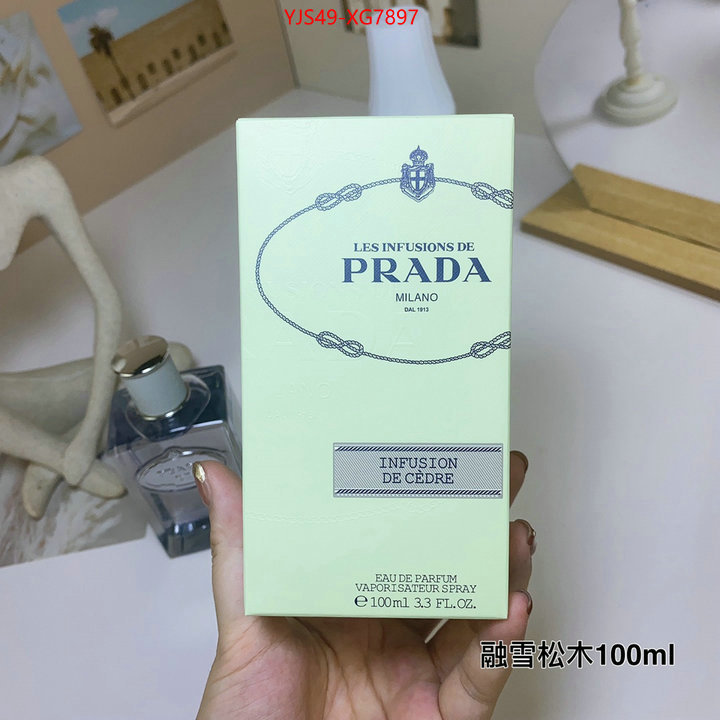 YJS49-XG7897
LES INFUSIONS DE
PRADA
MILANO
DAL 1913
INFUSION
DE CÈDRE
EAU DE PARFUM
VAPORISATEUR SPRAY
e 100ml 3.3 FL.OZ.
融雪松木100ml